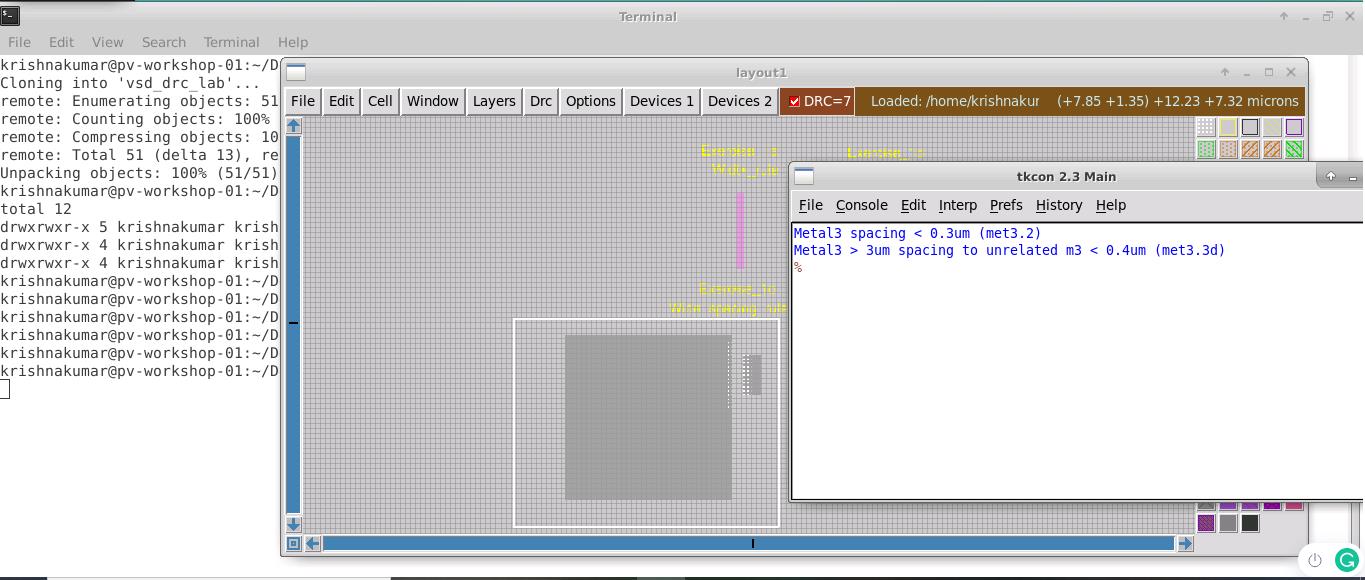 Terminal
File Edit View Search Terminal Help
krishnakumar@pv-workshop-01:~/D
Cloning into 'vsd_drc_lab'...
remote: Enumerating objects: 51
remote: Counting objects: 100%
remote: Compressing objects: 10
remote: Total 51 (delta 13), re
Unpacking objects: 100% (51/51)
krishnakumar@pv-workshop-01:~/D
total 12
drwxrwxr-x 5 krishnakumar krish
drwxrwxr-x 4 krishnakumar krish
drwxrwxr-x 4 krishnakumar krish
krishnakumar@pv-workshop-01:~/D
krishnakumar@pv-workshop-01:~/D
krishnakumar@pv-workshop-01:~/D
krishnakumar@pv-workshop-01:~/D
krishnakumar@pv-workshop-01:~/D
krishnakumar@pv-workshop-01:~/D
layout1
File Edit Cell Window Layers Drc Options Devices 1 Devices 2 DRC=7 Loaded: /home/krishnakur (+7.85 +1.35) +12.23 +7.32 microns
tkcon 2.3 Main
File Console Edit Interp Prefs History Help
Metal3 spacing < 0.3um (met3.2)
Metal3 > 3um spacing to unrelated m3 < 0.4um (met3.3d)
%